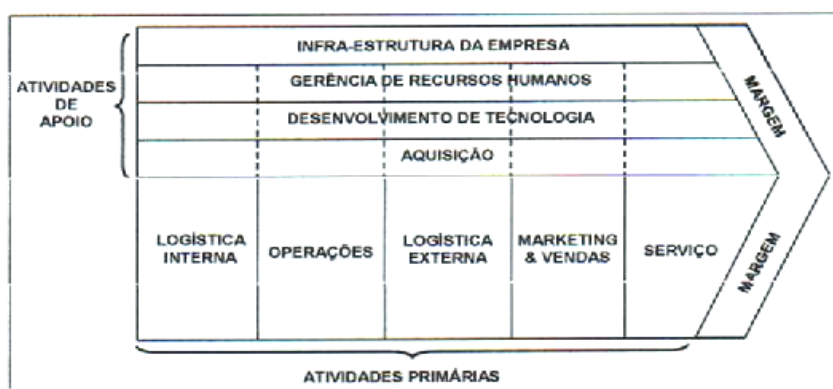 INFRA-ESTRUTURA DA EMPRESA
ATIVIDADES
DE
APOIO
GERÊNCIA DE RECURSOS HUMANOS
DESENVOLVIMENTO DE TECNOLOGIA
AQUISIÇÃO
MARGEM
LOGÍSTICA
INTERNA
OPERAÇÕES
LOGÍSTICA
EXTERNA
MARKETING
& VENDAS
SERVIÇO
MARGEM
ATIVIDADES PRIMÁRIAS